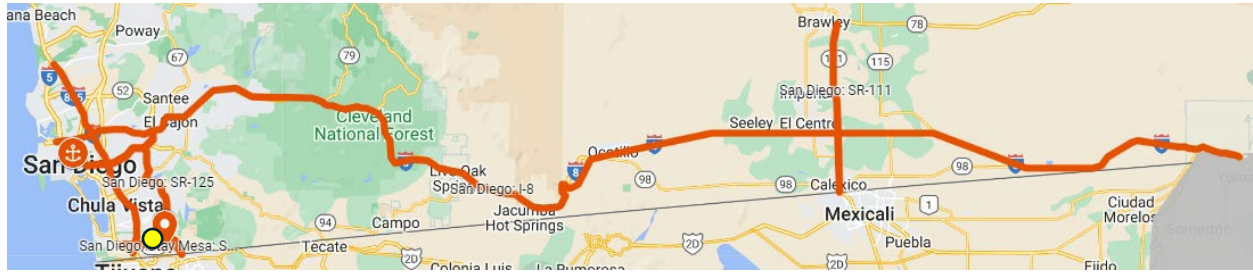 ana Beach
Poway
Brawley
78
67
79
5
111
115
52
Santee
Imperial
San Diego: SR-111
El Cajon
Cleveland
National Forest
Seeley El Centro
Ocotillo
8
8
8
8
8
San Diego
Live Oak
Springs
98
98
98
San Diego: SR-125
San Diego: I-8
Calexico
Chula Vista
Jacumba
Hot Springs
94
Campo
Mexicali
1
Ciudad
Morelos
Somerton
San Diego/Otay Mesa: S...
Tecate
2D
2D
2D
Puebla
Tijuana
Colonia Luis
La Rumorosa
Ejido